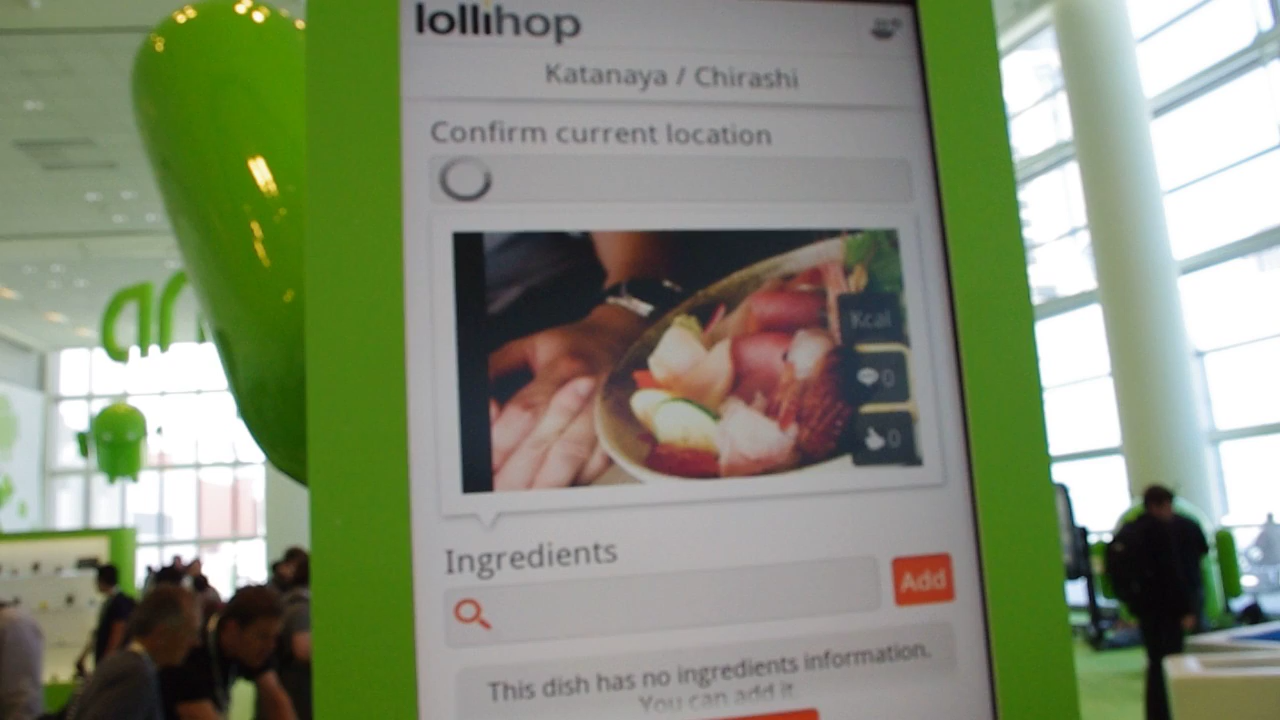 lollihop
Katanaya / Chirashi
Confirm current location
Kcal
0
0
Ingredients
Add
This dish has no ingredients information.
You can add it